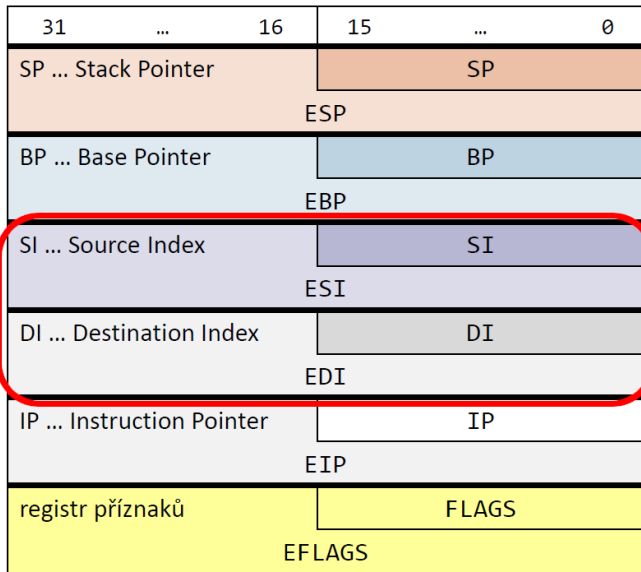 31 … 16 15 … 0
SP ... Stack Pointer SP
ESP
BP ... Base Pointer BP
EBP
SI ... Source Index SI
ESI
DI ... Destination Index DI
EDI
IP ... Instruction Pointer IP
EIP
registr příznaků FLAGS
EFLAGS